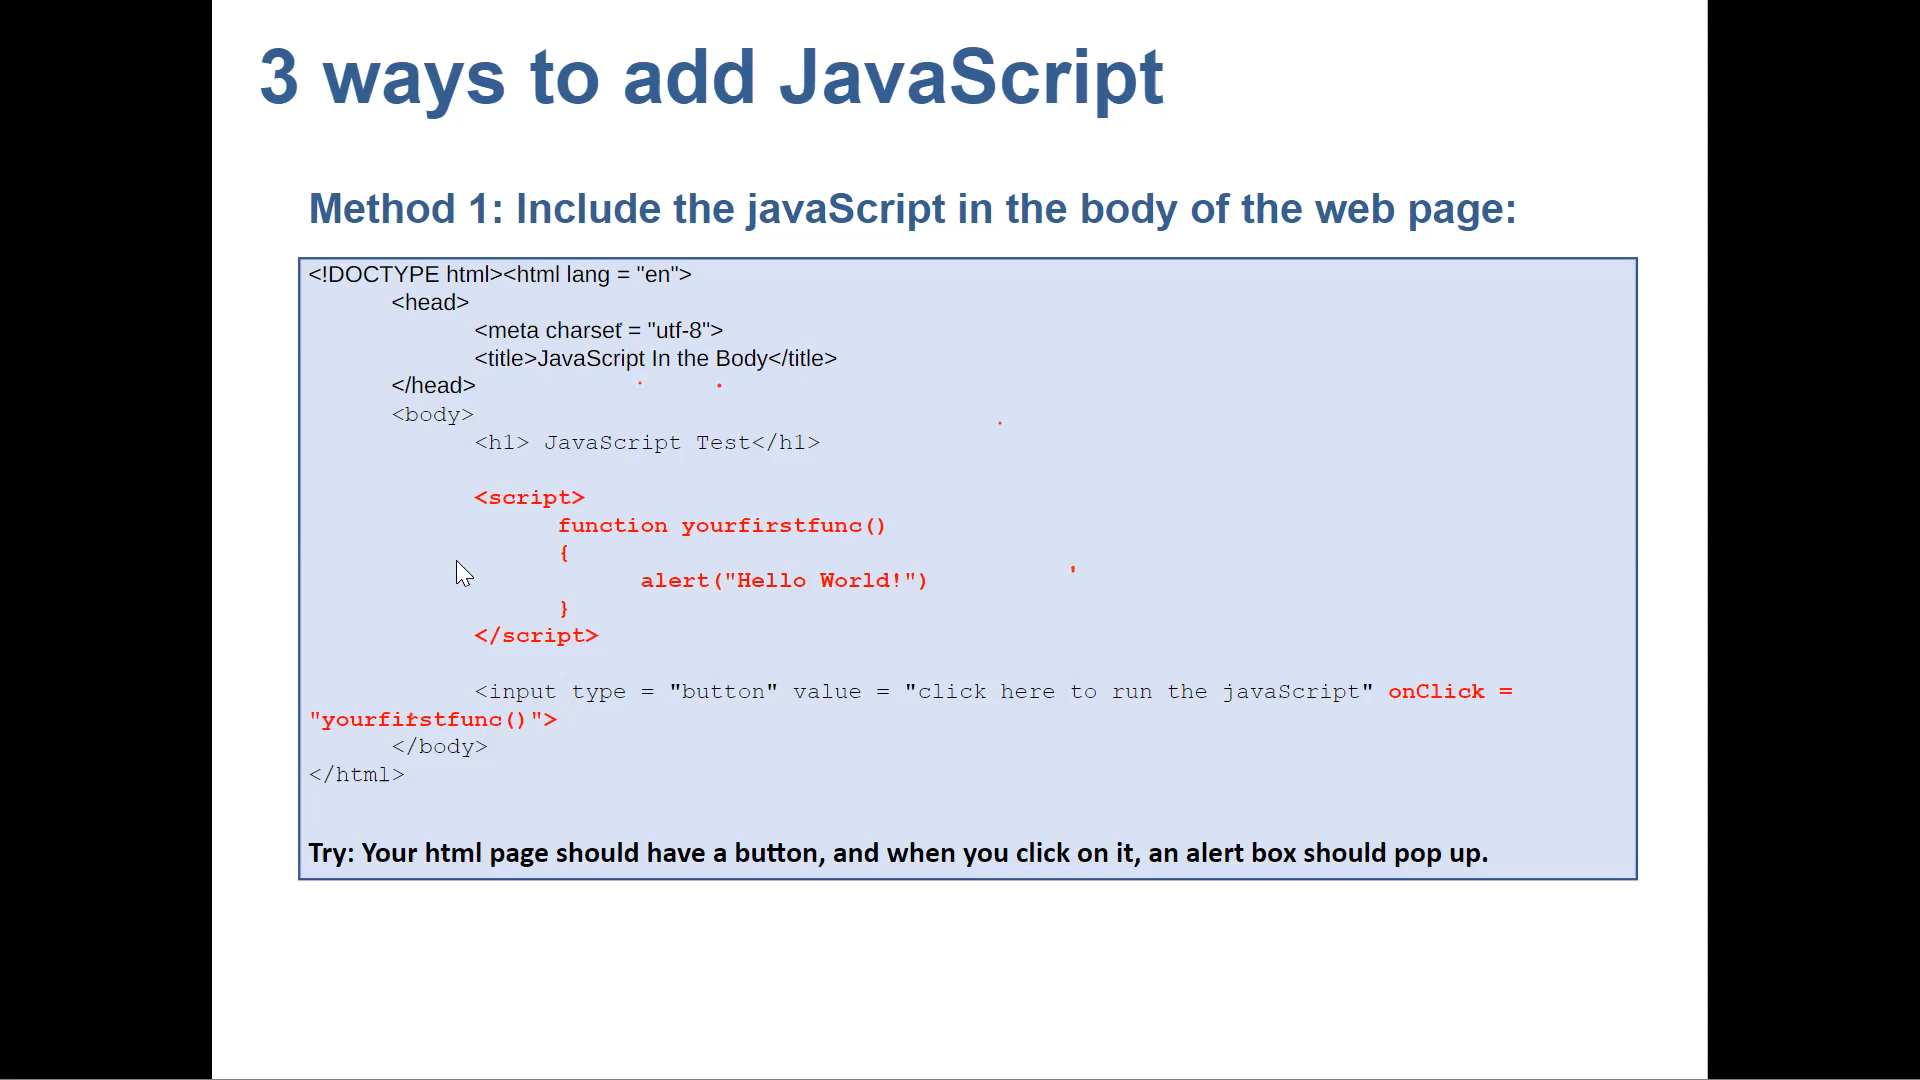 3 ways to add JavaScript
Method 1: Include the javaScript in the body of the web page:
<!DOCTYPE html><html lang = "en">
<head>
<meta charset = "utf-8">
<title>JavaScript In the Body</title>
</head>
<body>
<h1> JavaScript Test</h1>
<script>
function yourfirstfunc()
{
alert("Hello World!")
}
</script>
<input type = "button" value = "click here to run the javaScript" onClick =
"yourfirstfunc()">
</body>
</html>
Try: Your html page should have a button, and when you click on it, an alert box should pop up.